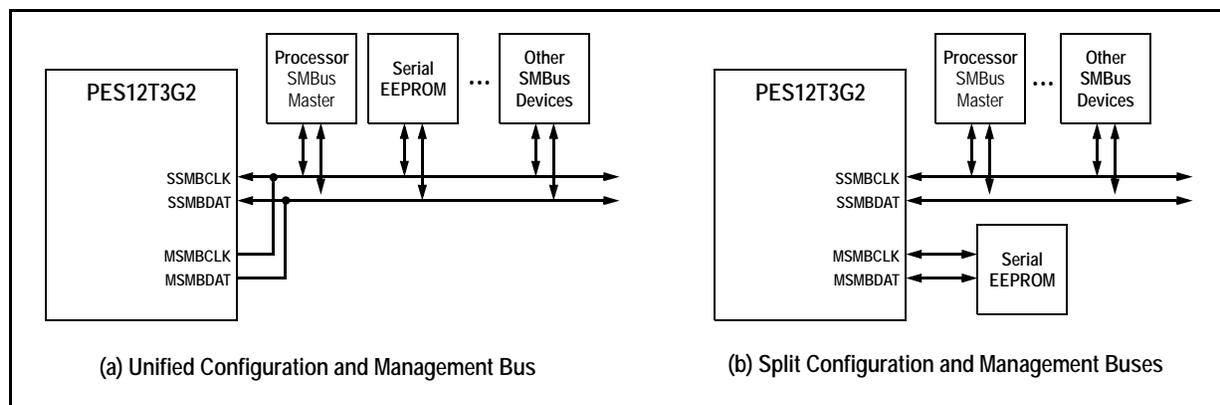 PES12T3G2
Processor
SMBus
Master
Serial
EEPROM
...
Other
SMBus
Devices
SSMBCLK
SSMBDAT
MSMBCLK
MSMBDAT
(a) Unified Configuration and Management Bus
PES12T3G2
Processor
SMBus
Master
...
Other
SMBus
Devices
SSMBCLK
SSMBDAT
MSMBCLK
MSMBDAT
Serial
EEPROM
(b) Split Configuration and Management Buses